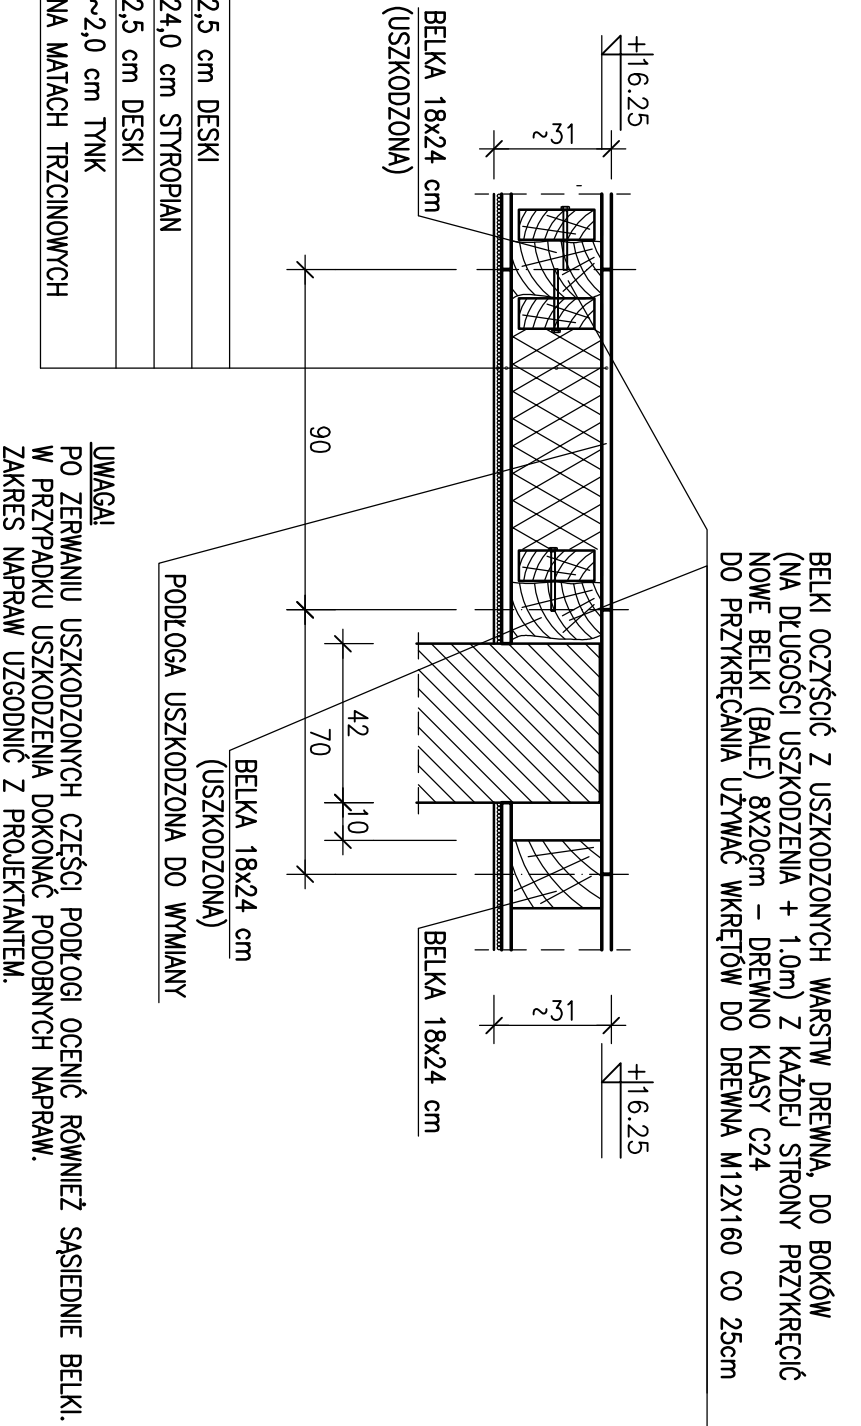 BELKI OCZYŚCIĆ Z USZKODZONYCH WARSTW DREWNA, DO BOKÓW
(NA DŁUGOŚCI USZKODZENIA + 1.0m) Z KAŻDEJ STRONY PRZYKRĘCIĆ
NOWE BELKI (BALE) 8X20cm – DREWNO KLASY C24
DO PRZYKRĘCANIA UŻYWAĆ WKRĘTÓW DO DREWNA M12X160 CO 25cm
+16.25
+16.25
~31
~31
BELKA 18x24 cm
(USZKODZONA)
BELKA 18x24 cm
90
42
10
70
BELKA 18x24 cm
(USZKODZONA)
PODŁOGA USZKODZONA DO WYMIANY
2,5 cm DESKI
24,0 cm STYROPIAN
2,5 cm DESKI
~2,0 cm TYNK
NA MATACH TRZCINOWYCH
UWAGA!
PO ZERWANIU USZKODZONYCH CZĘŚCI PODŁOGI OCENIĆ RÓWNIEŻ SĄSIEDNIE BELKI.
W PRZYPADKU USZKODZENIA DOKONAĆ PODOBNYCH NAPRAW.
ZAKRES NAPRAW UZGODNIĆ Z PROJEKTANTEM.